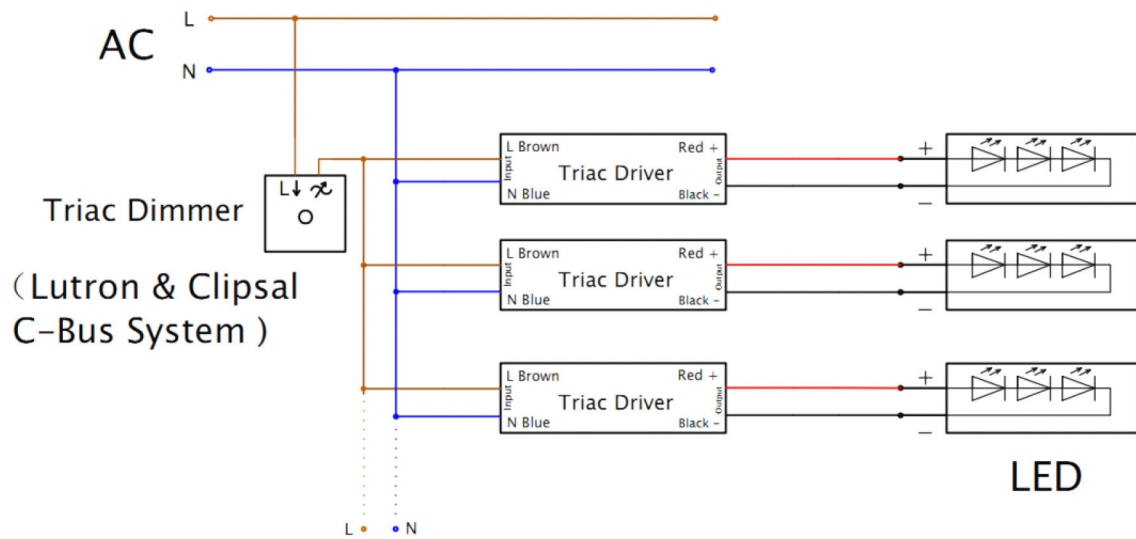 L
AC
N
L Brown
Input
N Blue
Triac Driver
Red +
Output
Black -
+
-
L
Triac Dimmer
（Lutron & Clipsal
C-Bus System )
L Brown
Input
N Blue
Triac Driver
Red +
Output
Black -
+
-
L Brown
Input
N Blue
Triac Driver
Red +
Output
Black -
+
-
LED
L
N